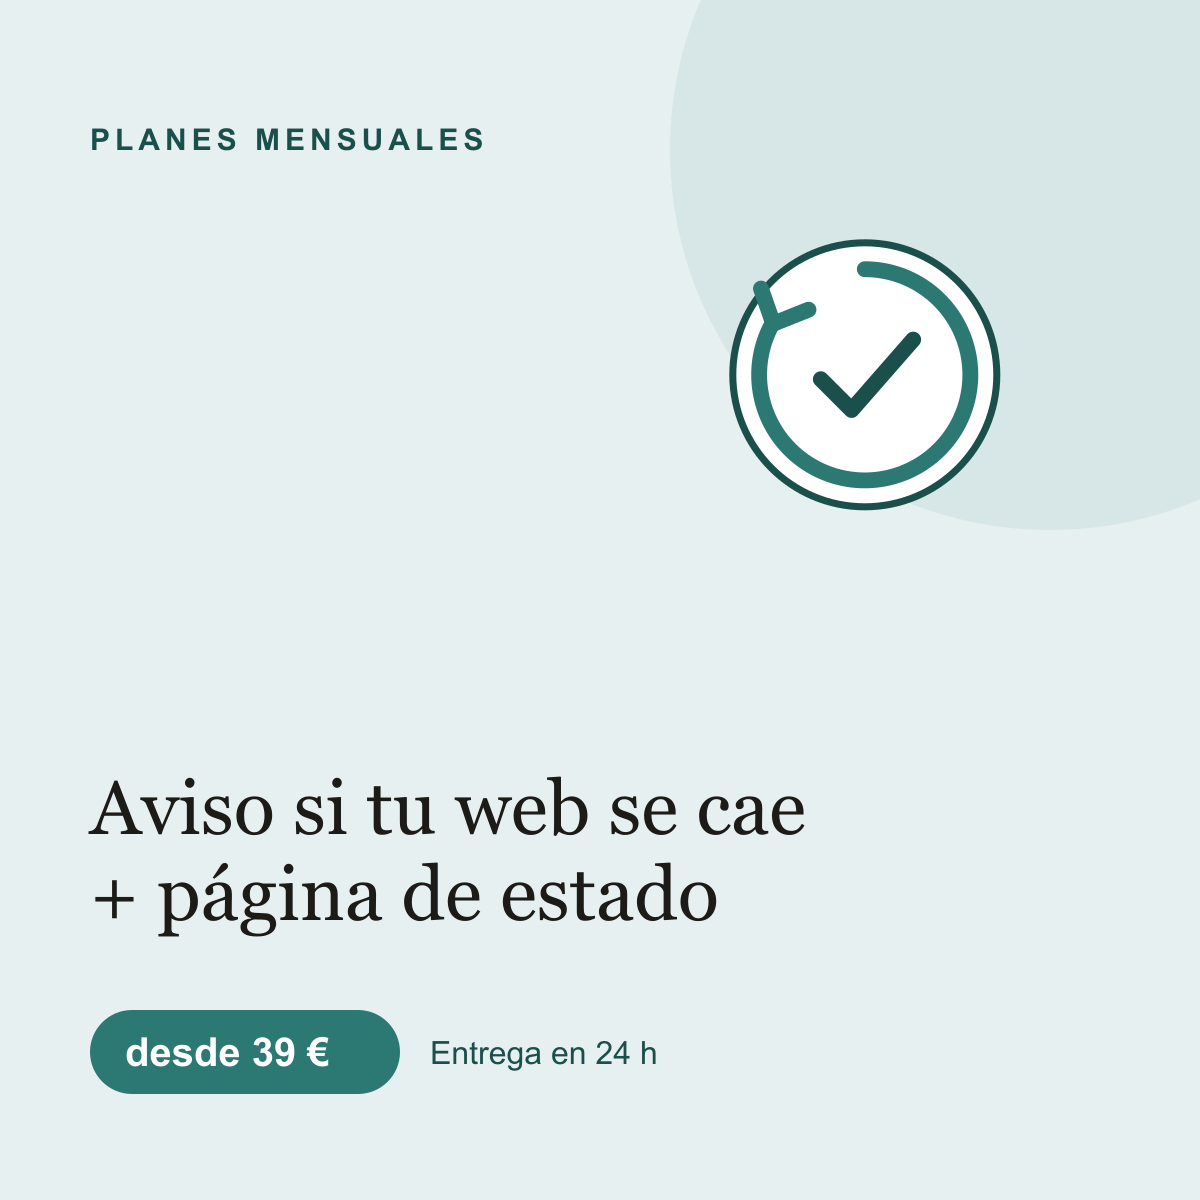 PLANES MENSUALES
Aviso si tu web se cae
+ página de estado
desde 39 €
Entrega en 24 h